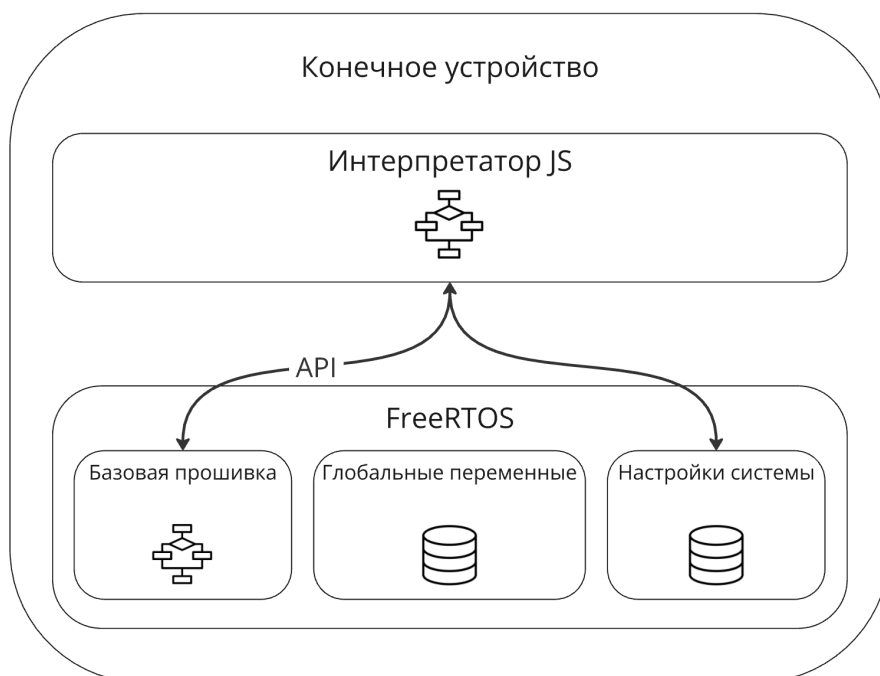 Конечное устройство
Интерпретатор JS
API
FreeRTOS
Базовая прошивка
Глобальные переменные
Настройки системы